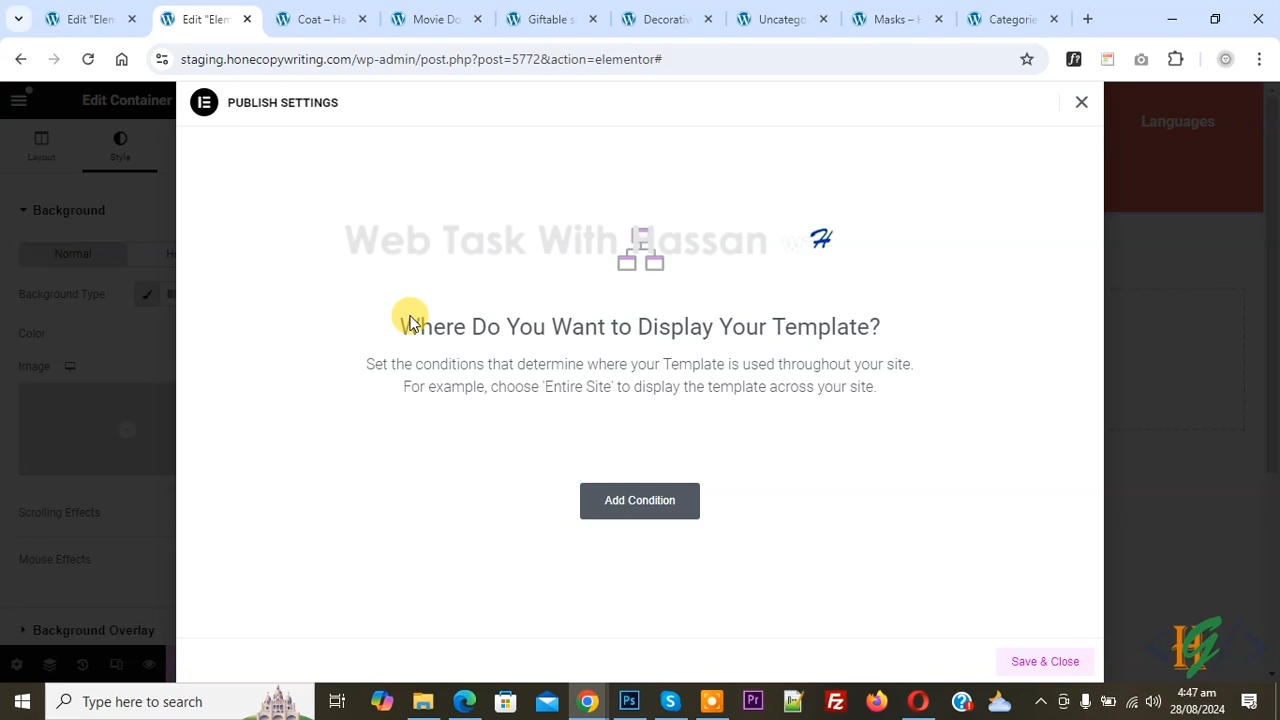 Edit "Elem
Edit "Elem
Coat – Ha
Movie Do
Giftable s
Decorativ
Uncatego
Masks – H
Categorie
staging.honecopywriting.com/wp-admin/post.php?post=5772&action=elementor#
Edit Container
PUBLISH SETTINGS
Languages
Layout
Style
Background
Normal
Background Type
Color
Image
Web Task With Hassan
Where Do You Want to Display Your Template?
Set the conditions that determine where your Template is used throughout your site.
For example, choose 'Entire Site' to display the template across your site.
Add Condition
Scrolling Effects
Mouse Effects
Background Overlay
Save & Close
Type here to search
4:47 am
28/08/2024